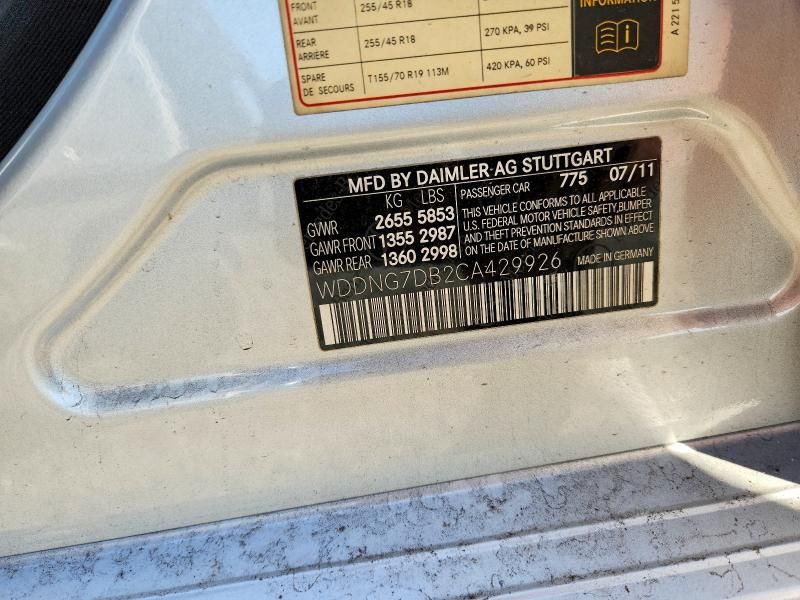 FRONT 255/45 R18
AVANT
INFORMATION
REAR 255/45 R18 270 KPA, 39 PSI
ARRIÈRE
SPARE T155/70 R19 113M 420 KPA, 60 PSI
DE SECOURS
A 221 5
MFD BY DAIMLER AG STUTTGART
KG LBS PASSENGER CAR 775 07/11
GVWR 2655 5853
GAWR FRONT 1355 2987
GAWR REAR 1360 2998
THIS VEHICLE CONFORMS TO ALL APPLICABLE
U.S. FEDERAL MOTOR VEHICLE SAFETY,BUMPER
AND THEFT PREVENTION STANDARDS IN EFFECT
ON THE DATE OF MANUFACTURE SHOWN ABOVE
WDDNG7DB2CA429926 MADE IN GERMANY